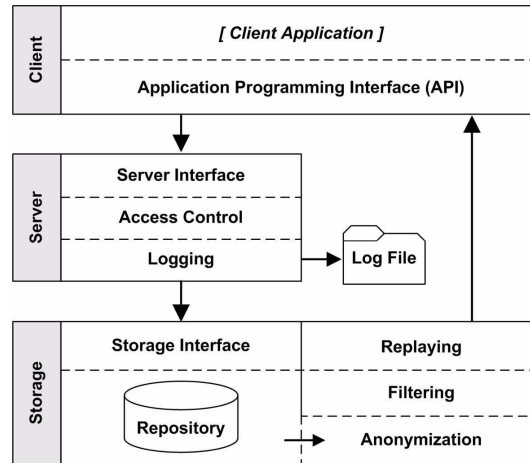 Client
[ Client Application ]
Application Programming Interface (API)
Server
Server Interface
Access Control
Logging
Log File
Storage
Storage Interface
Repository
Replaying
Filtering
Anonymization